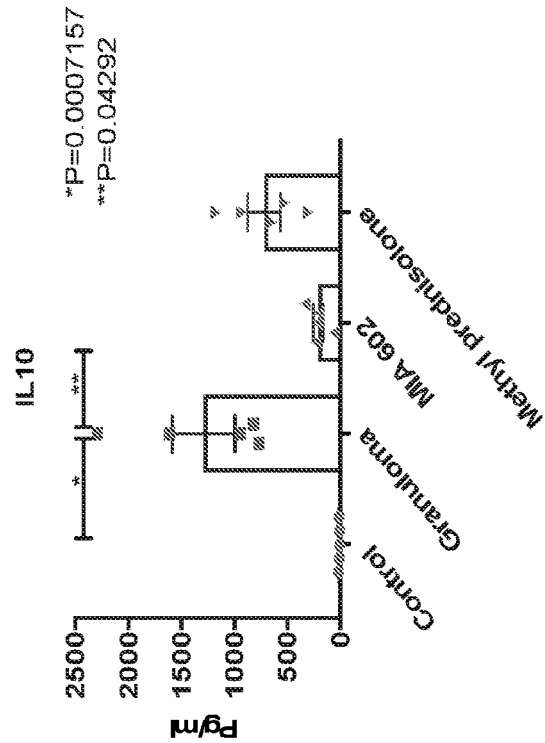 IL10
*P=0.0007157
**P=0.04292
* **
Pg/ml
2500
2000
1500
1000
500
0
Control
Granuloma
MIA 602
Methyl prednisolone